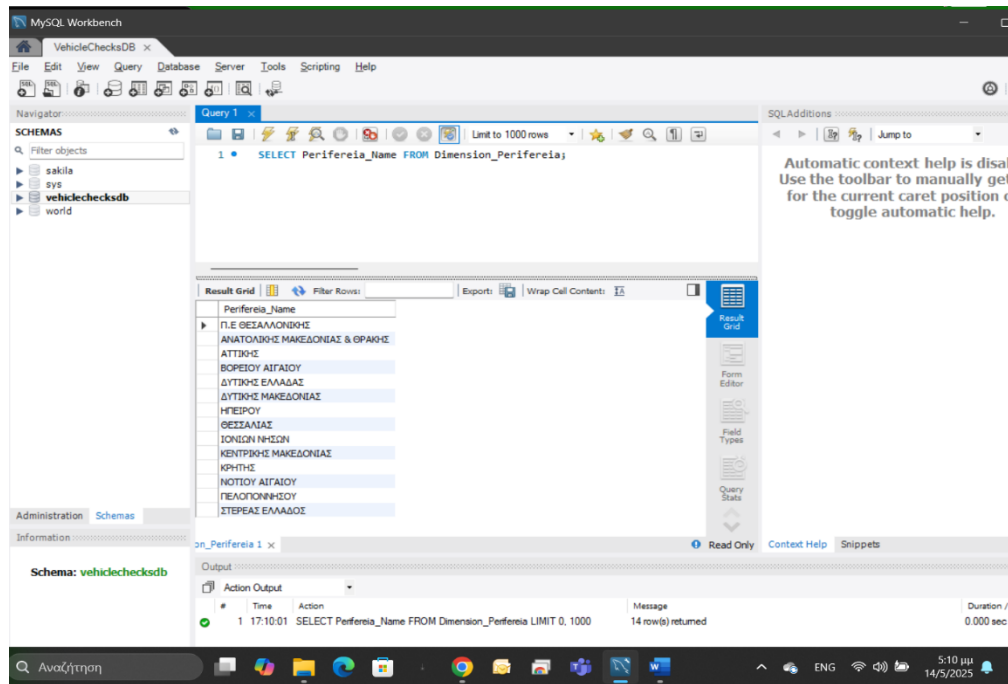 MySQL Workbench
VehicleChecksDB ×
File Edit View Query Database Server Tools Scripting Help
Navigator
SCHEMAS
Filter objects
sakila
sys
vehiclechecksdb
world
Administration Schemas
Information
Schema: vehiclechecksdb
Query 1 ×
Limit to 1000 rows
1 SELECT Perifereia_Name FROM Dimension_Perifereia;
Result Grid Filter Rows: Export: Wrap Cell Content:
Perifereia_Name
Π.Ε ΘΕΣΑΛΛΟΝΙΚΗΣ
ΑΝΑΤΟΛΙΚΗΣ ΜΑΚΕΔΟΝΙΑΣ & ΘΡΑΚΗΣ
ΑΤΤΙΚΗΣ
ΒΟΡΕΙΟΥ ΑΙΓΑΙΟΥ
ΔΥΤΙΚΗΣ ΕΛΛΑΔΑΣ
ΔΥΤΙΚΗΣ ΜΑΚΕΔΟΝΙΑΣ
ΗΠΕΙΡΟΥ
ΘΕΣΣΑΛΙΑΣ
ΙΟΝΙΩΝ ΝΗΣΩΝ
ΚΕΝΤΡΙΚΗΣ ΜΑΚΕΔΟΝΙΑΣ
ΚΡΗΤΗΣ
ΝΟΤΙΟΥ ΑΙΓΑΙΟΥ
ΠΕΛΟΠΟΝΝΗΣΟΥ
ΣΤΕΡΕΑΣ ΕΛΛΑΔΟΣ
Result Grid
Form Editor
Field Types
Query Stats
on_Perifereia 1 ×
Read Only
SQLAdditions
Jump to
Automatic context help is disal
Use the toolbar to manually get
for the current caret position o
toggle automatic help.
Context Help Snippets
Output
Action Output
# Time Action Message Duration /
1 17:10:01 SELECT Perifereia_Name FROM Dimension_Perifereia LIMIT 0, 1000 14 row(s) returned 0.000 sec
Αναζήτηση
ENG
5:10 μμ
14/5/2025